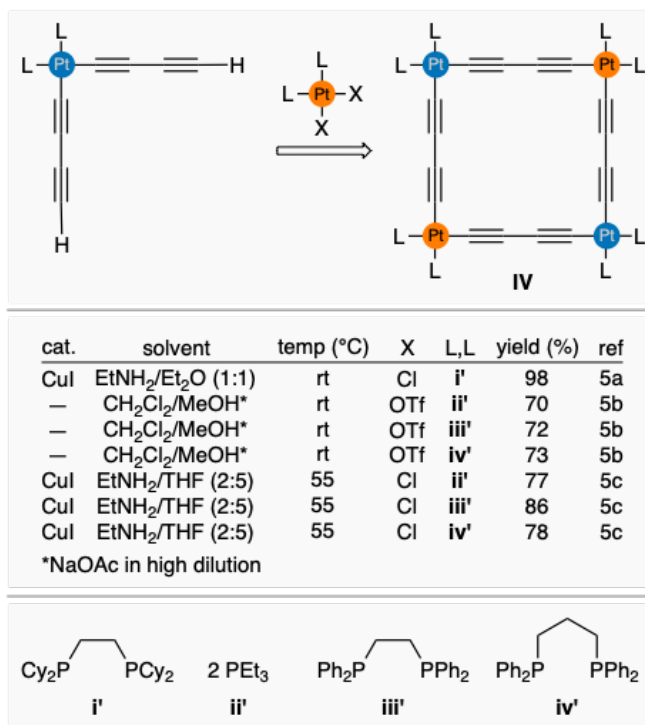 L
L Pt H
H
L
L Pt X
X
L L
L Pt Pt L
L Pt Pt L
L L
IV
cat. solvent temp (°C) X L,L yield (%) ref
CuI EtNH₂/Et₂O (1:1) rt Cl i' 98 5a
— CH₂Cl₂/MeOH* rt OTf ii' 70 5b
— CH₂Cl₂/MeOH* rt OTf iii' 72 5b
— CH₂Cl₂/MeOH* rt OTf iv' 73 5b
CuI EtNH₂/THF (2:5) 55 Cl ii' 77 5c
CuI EtNH₂/THF (2:5) 55 Cl iii' 86 5c
CuI EtNH₂/THF (2:5) 55 Cl iv' 78 5c
*NaOAc in high dilution
Cy₂P PCy₂ 2 PEt₃ Ph₂P PPh₂ Ph₂P PPh₂
i' ii' iii' iv'